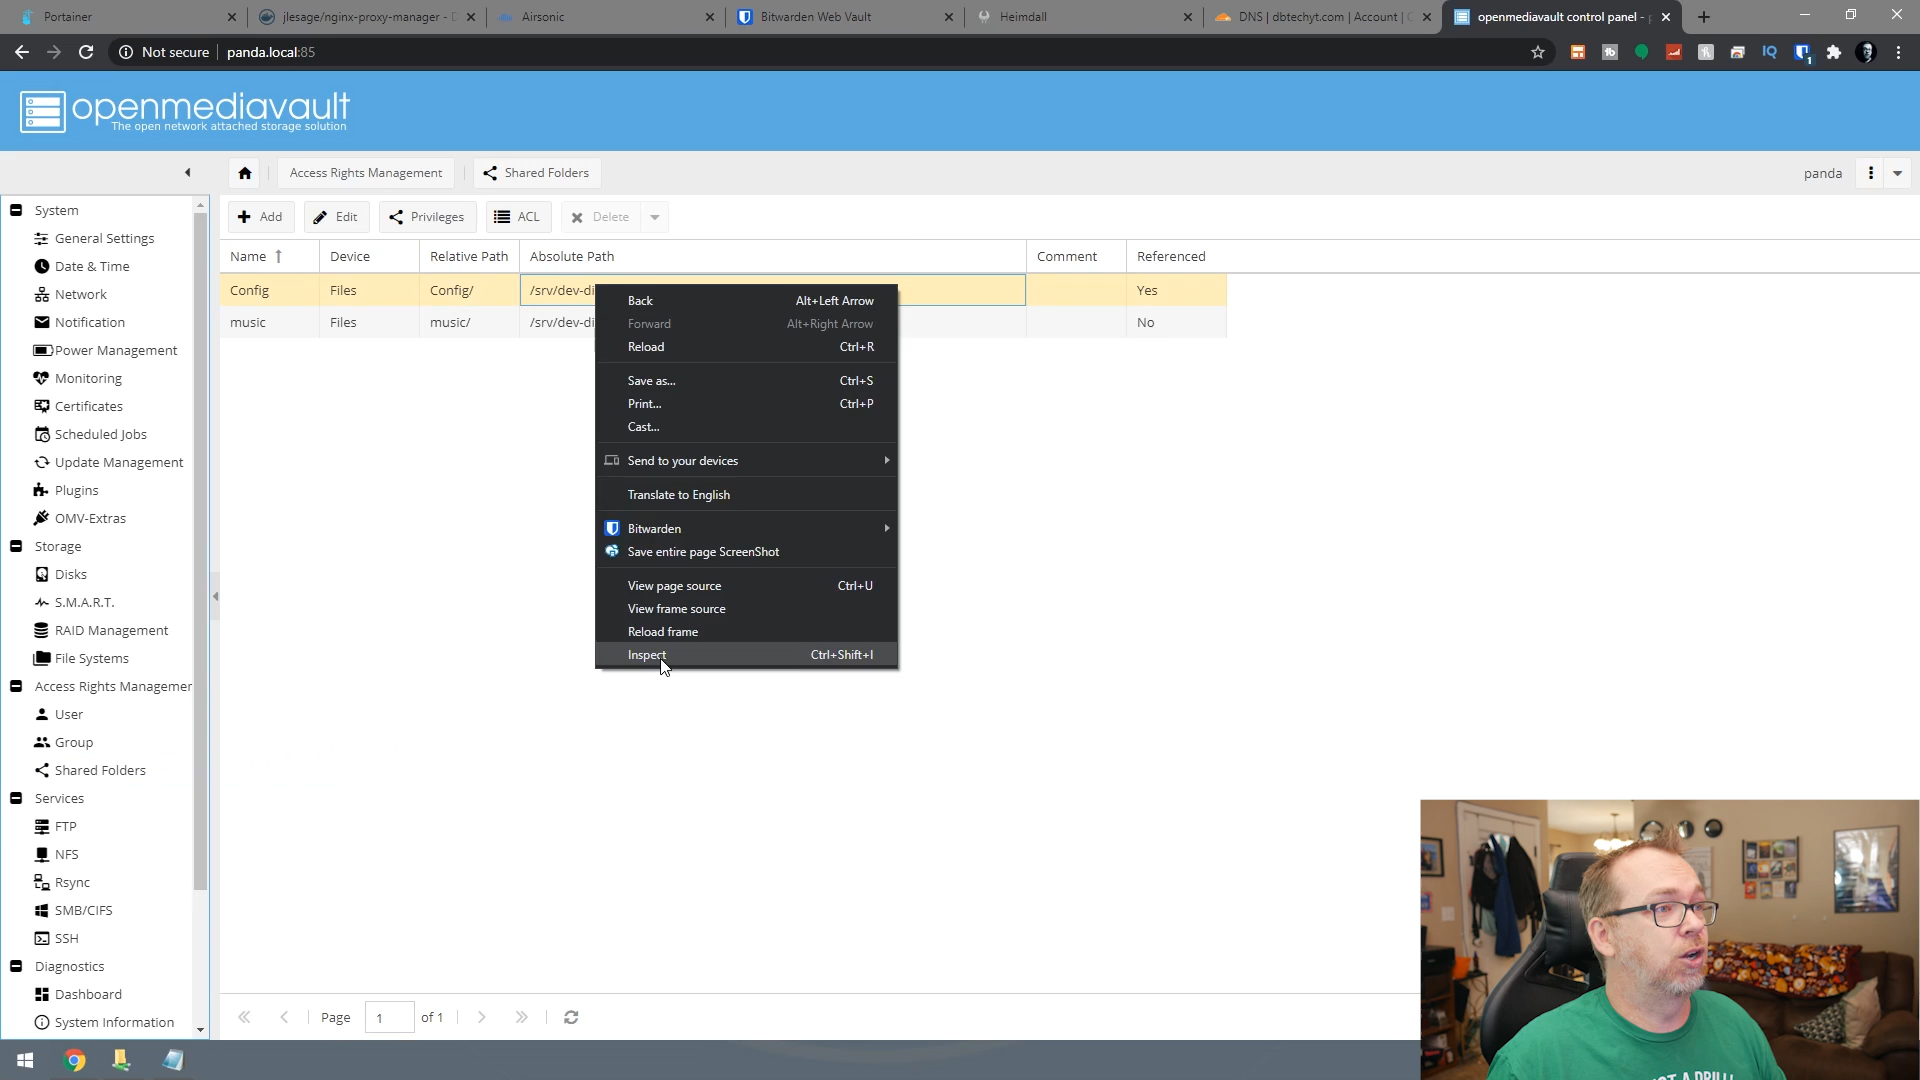 Portainer
jlesage/nginx-proxy-manager - D
Airsonic
Bitwarden Web Vault
Heimdall
DNS | dbtechyt.com | Account | C
openmediavault control panel - p
Not secure
panda.local:85
openmediavault
The open network attached storage solution
Access Rights Management
Shared Folders
panda
Add
Edit
Privileges
ACL
Delete
Name
Device
Relative Path
Absolute Path
Comment
Referenced
Config
Files
Config/
/srv/dev-di
Yes
music
Files
music/
/srv/dev-di
No
System
General Settings
Date & Time
Network
Notification
Power Management
Monitoring
Certificates
Scheduled Jobs
Update Management
Plugins
OMV-Extras
Storage
Disks
S.M.A.R.T.
RAID Management
File Systems
Access Rights Managemer
User
Group
Shared Folders
Services
FTP
NFS
Rsync
SMB/CIFS
SSH
Diagnostics
Dashboard
System Information
Back Alt+Left Arrow
Forward Alt+Right Arrow
Reload Ctrl+R
Save as... Ctrl+S
Print... Ctrl+P
Cast...
Send to your devices
Translate to English
Bitwarden
Save entire page ScreenShot
View page source Ctrl+U
View frame source
Reload frame
Inspect Ctrl+Shift+I
Page 1 of 1